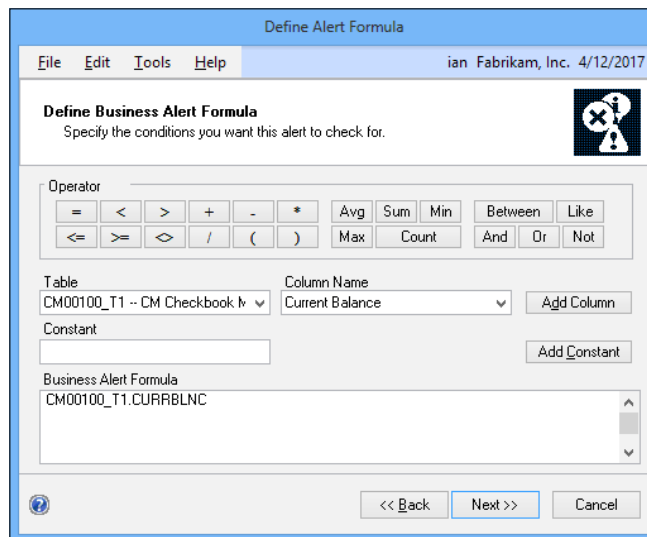 Define Alert Formula
File Edit Tools Help ian Fabrikam, Inc. 4/12/2017
Define Business Alert Formula
Specify the conditions you want this alert to check for.
Operator
= < > + - * Avg Sum Min Between Like
<= >= <> / ( ) Max Count And Or Not
Table Column Name
CM00100_T1 -- CM Checkbook M Current Balance Add Column
Constant
Add Constant
Business Alert Formula
CM00100_T1.CURRBLNC
<< Back Next >> Cancel